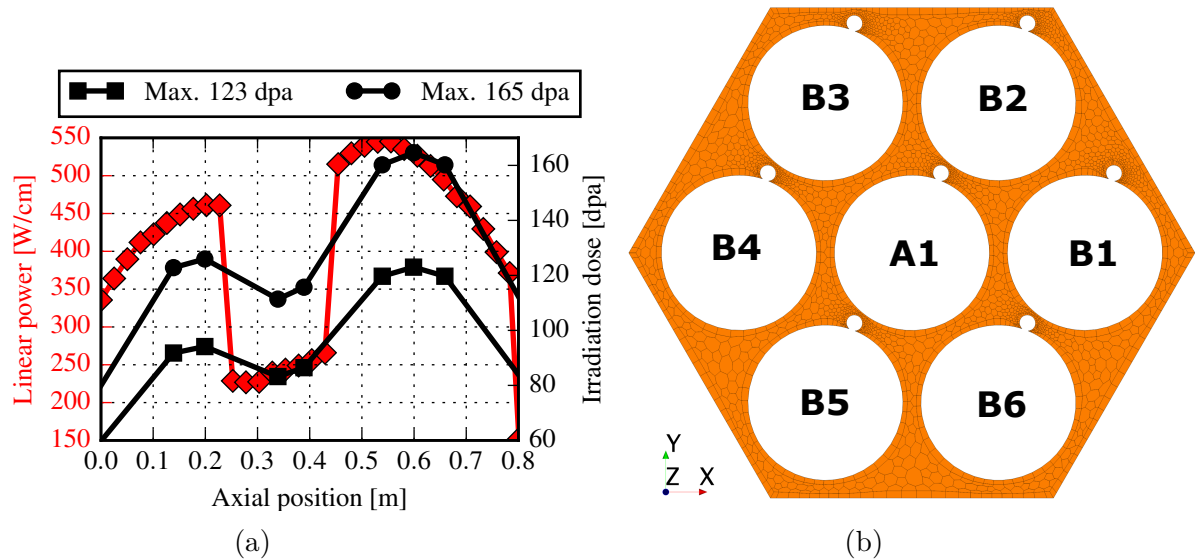 Max. 123 dpa Max. 165 dpa
Linear power [W/cm]
550
500
450
400
350
300
250
200
150
160
140
120
100
80
60
Irradiation dose [dpa]
0.0 0.1 0.2 0.3 0.4 0.5 0.6 0.7 0.8
Axial position [m]
(a)
B3 B2
B4 A1 B1
B5 B6
Y
Z X
(b)